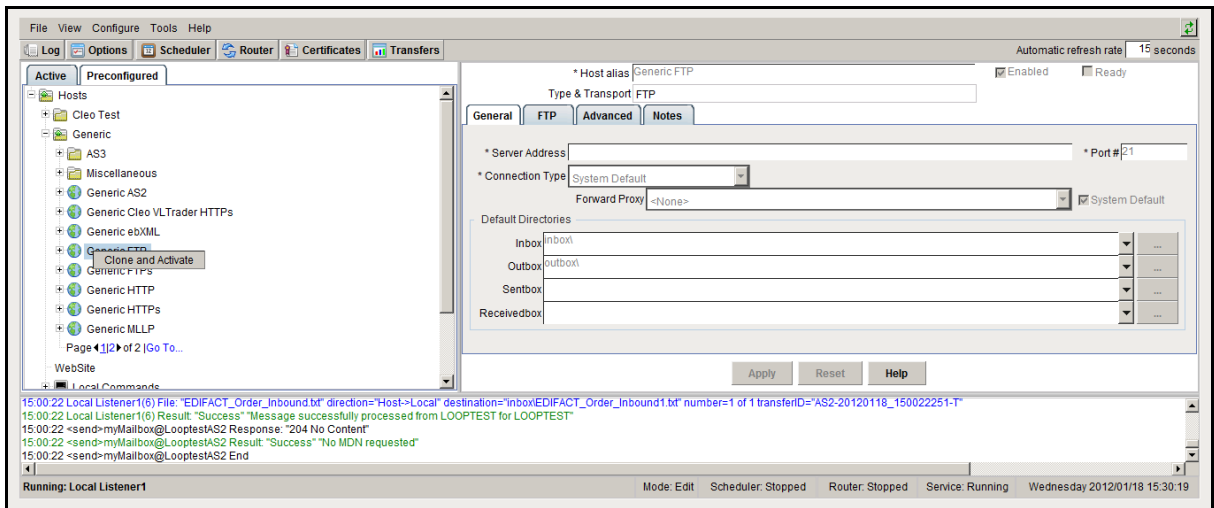 File View Configure Tools Help
Log Options Scheduler Router Certificates Transfers Automatic refresh rate 15 seconds
Active Preconfigured
Hosts
Cleo Test
Generic
AS3
Miscellaneous
Generic AS2
Generic Cleo VLTrader HTTPs
Generic ebXML
Generic FTP
Clone and Activate
Generic FTPs
Generic HTTP
Generic HTTPs
Generic MLLP
Page 1|2 of 2 |Go To...
WebSite
Local Commands
* Host alias Generic FTP Enabled Ready
Type & Transport FTP
General FTP Advanced Notes
* Server Address * Port # 21
* Connection Type System Default
Forward Proxy <None> System Default
Default Directories
Inbox inbox\ ...
Outbox outbox\ ...
Sentbox ...
Receivedbox ...
Apply Reset Help
15:00:22 Local Listener1(6) File: "EDIFACT_Order_Inbound.txt" direction="Host->Local" destination="inbox\EDIFACT_Order_Inbound1.txt" number=1 of 1 transferID="AS2-20120118_150022251-T"
15:00:22 Local Listener1(6) Result: "Success" "Message successfully processed from LOOPTEST for LOOPTEST"
15:00:22 <send>myMailbox@LooptestAS2 Response: "204 No Content"
15:00:22 <send>myMailbox@LooptestAS2 Result: "Success" "No MDN requested"
15:00:22 <send>myMailbox@LooptestAS2 End
Running: Local Listener1 Mode: Edit Scheduler: Stopped Router: Stopped Service: Running Wednesday 2012/01/18 15:30:19